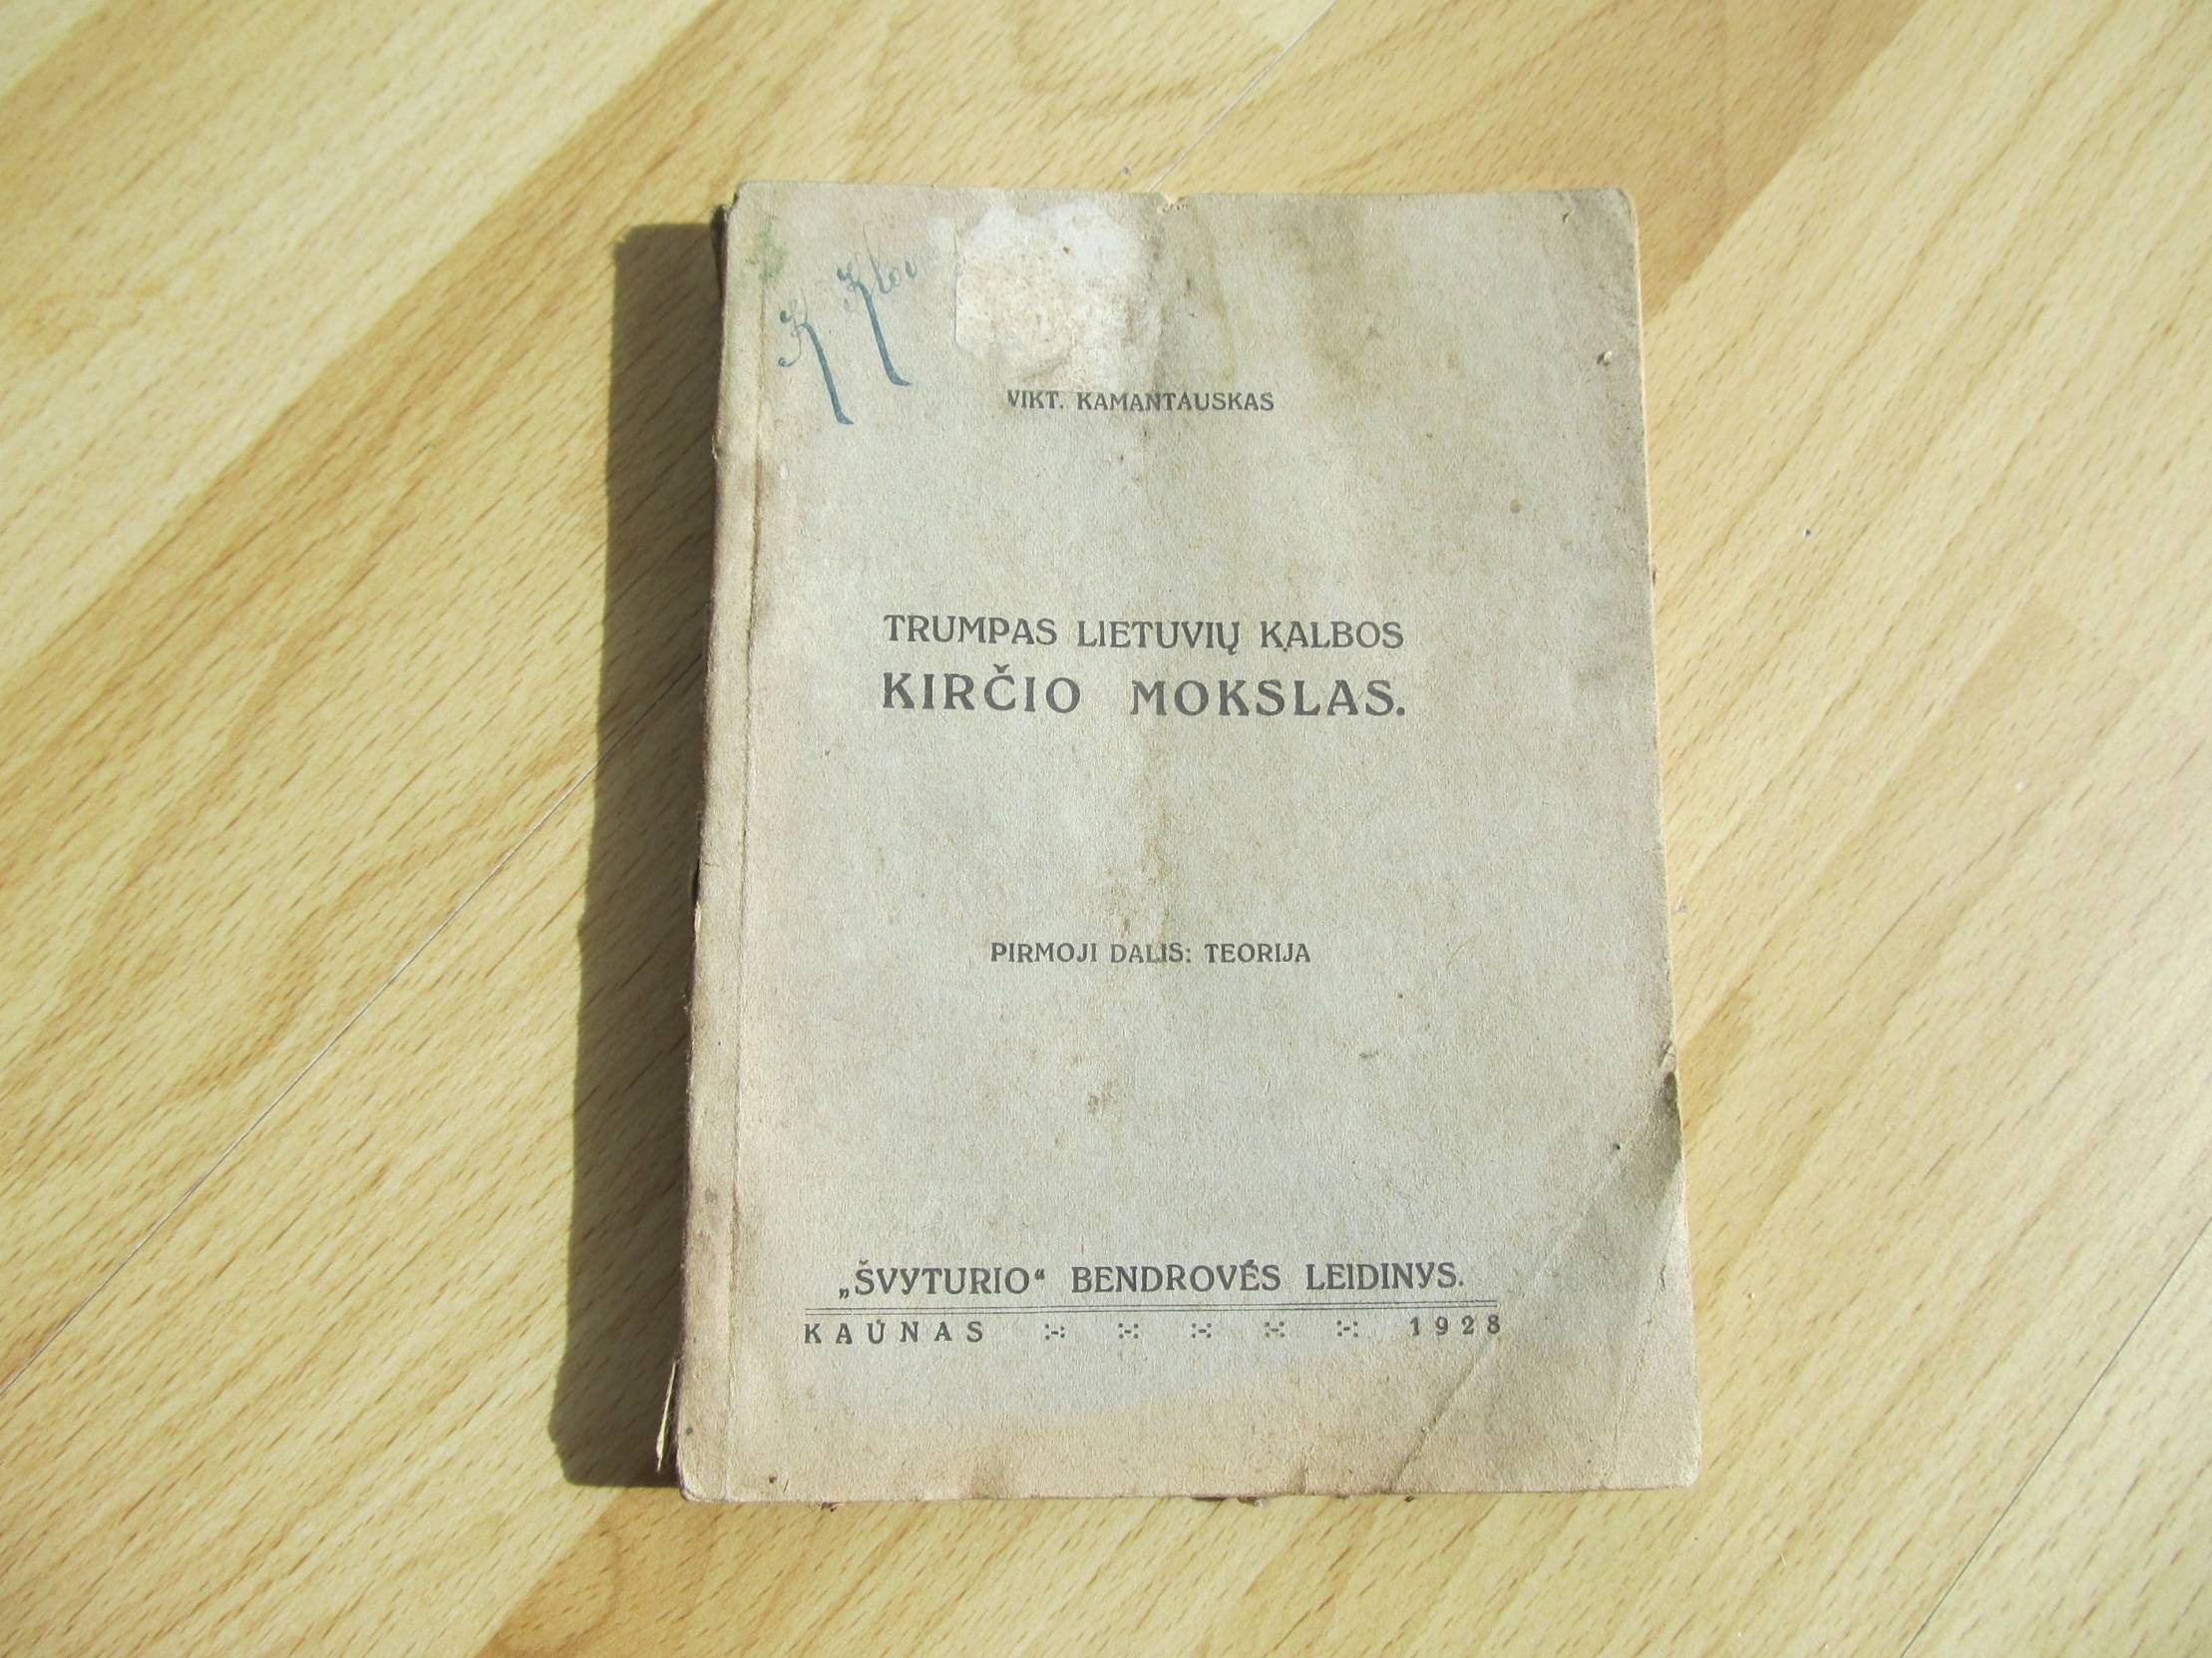 VIKT. KAMANTAUSKAS
TRUMPAS LIETUVIŲ KALBOS
KIRČIO MOKSLAS.
PIRMOJI DALIS: TEORIJA
„ŠVYTURIO“ BENDROVĖS LEIDINYS.
KAUNAS :-: :-: :-: :-: :-: 1928